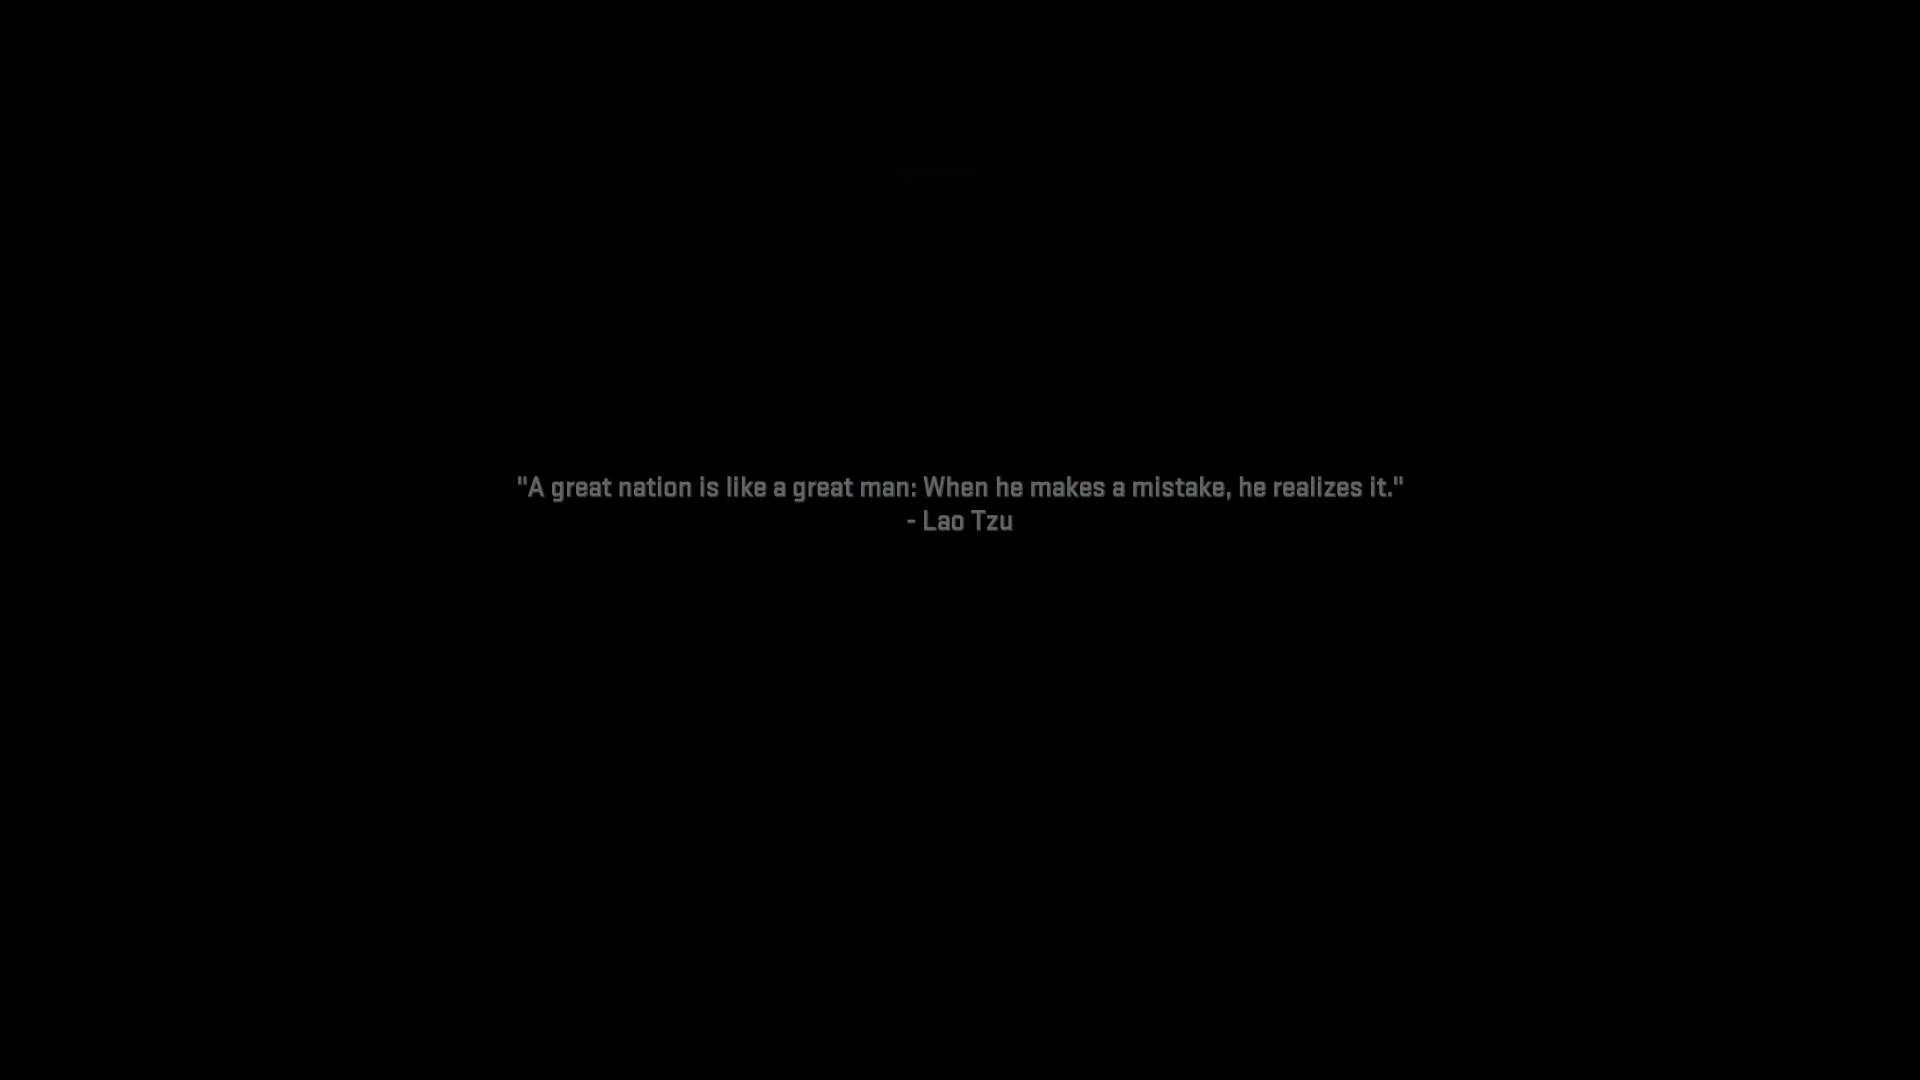 "A great nation is like a great man: When he makes a mistake, he realizes it."
- Lao Tzu